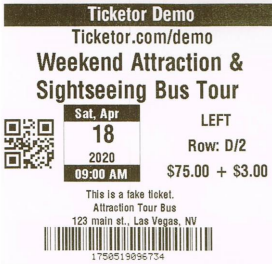 Ticketor Demo
Ticketor.com/demo
Weekend Attraction &
Sightseeing Bus Tour
Sat, Apr
18
2020
09:00 AM
LEFT
Row: D/2
$75.00 + $3.00
This is a fake ticket.
Attraction Tour Bus
123 main st., Las Vegas, NV
1750519096734